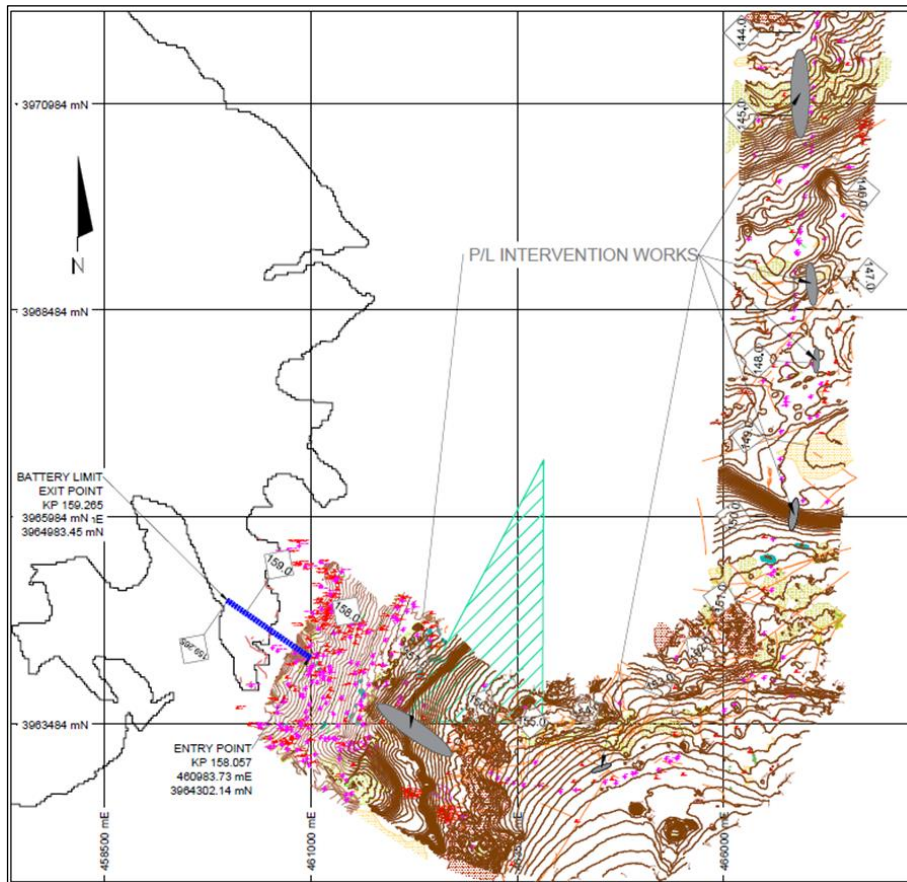 144.0
3970984 mN
145.0
146.0
N
P/L INTERVENTION WORKS
147.0
3968484 mN
148.0
149.0
BATTERY LIMIT
EXIT POINT
KP 159.265
3965984 mN
3964983.45 mN
159.0
158.0
151.0
159.265
153.0
155.0
3963484 mN
ENTRY POINT
KP 158.057
460983.73 mE
3964302.14 mN
458500 mE
461000 mE
466000 mE